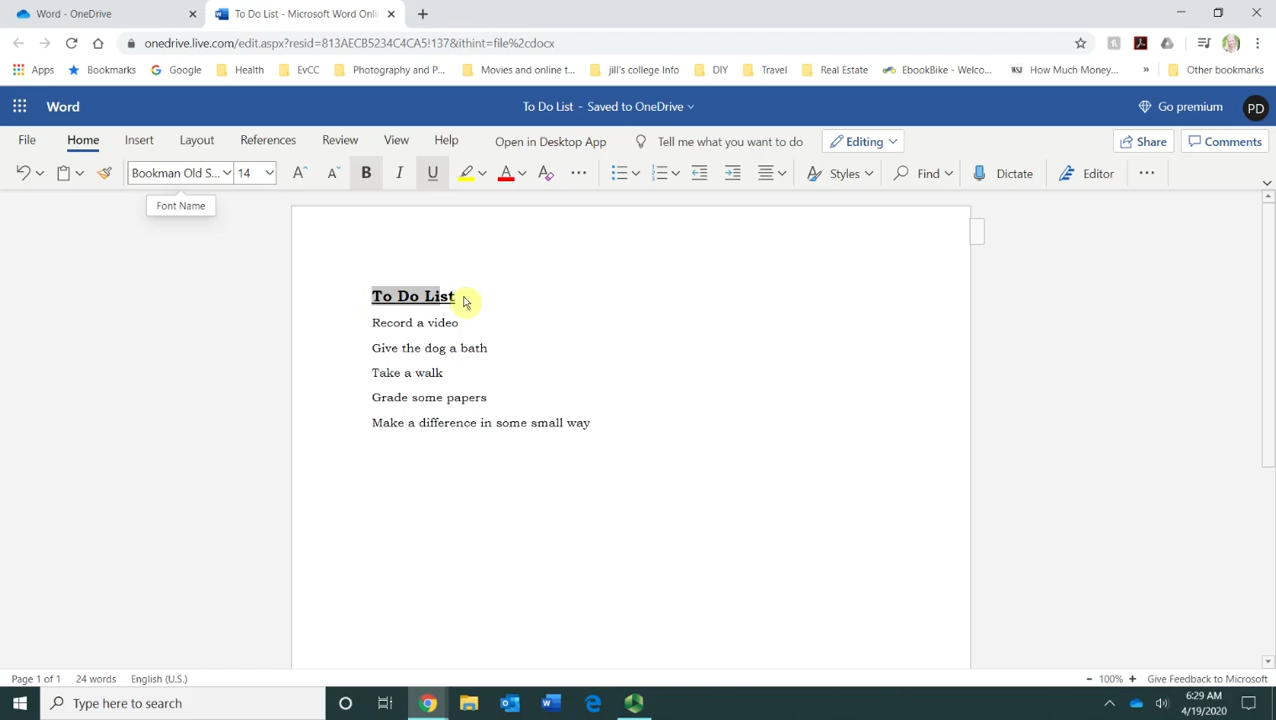 Word - OneDrive
To Do List - Microsoft Word Onli
onedrive.live.com/edit.aspx?resid=813AECB5234C4CA5!137&ithint=file%2cdocx
Apps Bookmarks Google Health EvCC Photography and P... Movies and online t... jill's college Info DIY Travel Real Estate EbookBike - Welco... WSJ How Much Money... » Other bookmarks
Word To Do List - Saved to OneDrive Go premium PD
File Home Insert Layout References Review View Help Open in Desktop App Tell me what you want to do Editing Share Comments
Bookman Old S... 14 A A B I U A A ... Styles Find Dictate Editor ...
Font Name
To Do List
Record a video
Give the dog a bath
Take a walk
Grade some papers
Make a difference in some small way
Page 1 of 1 24 words English (U.S.) - 100% + Give Feedback to Microsoft
Type here to search
6:29 AM
4/19/2020